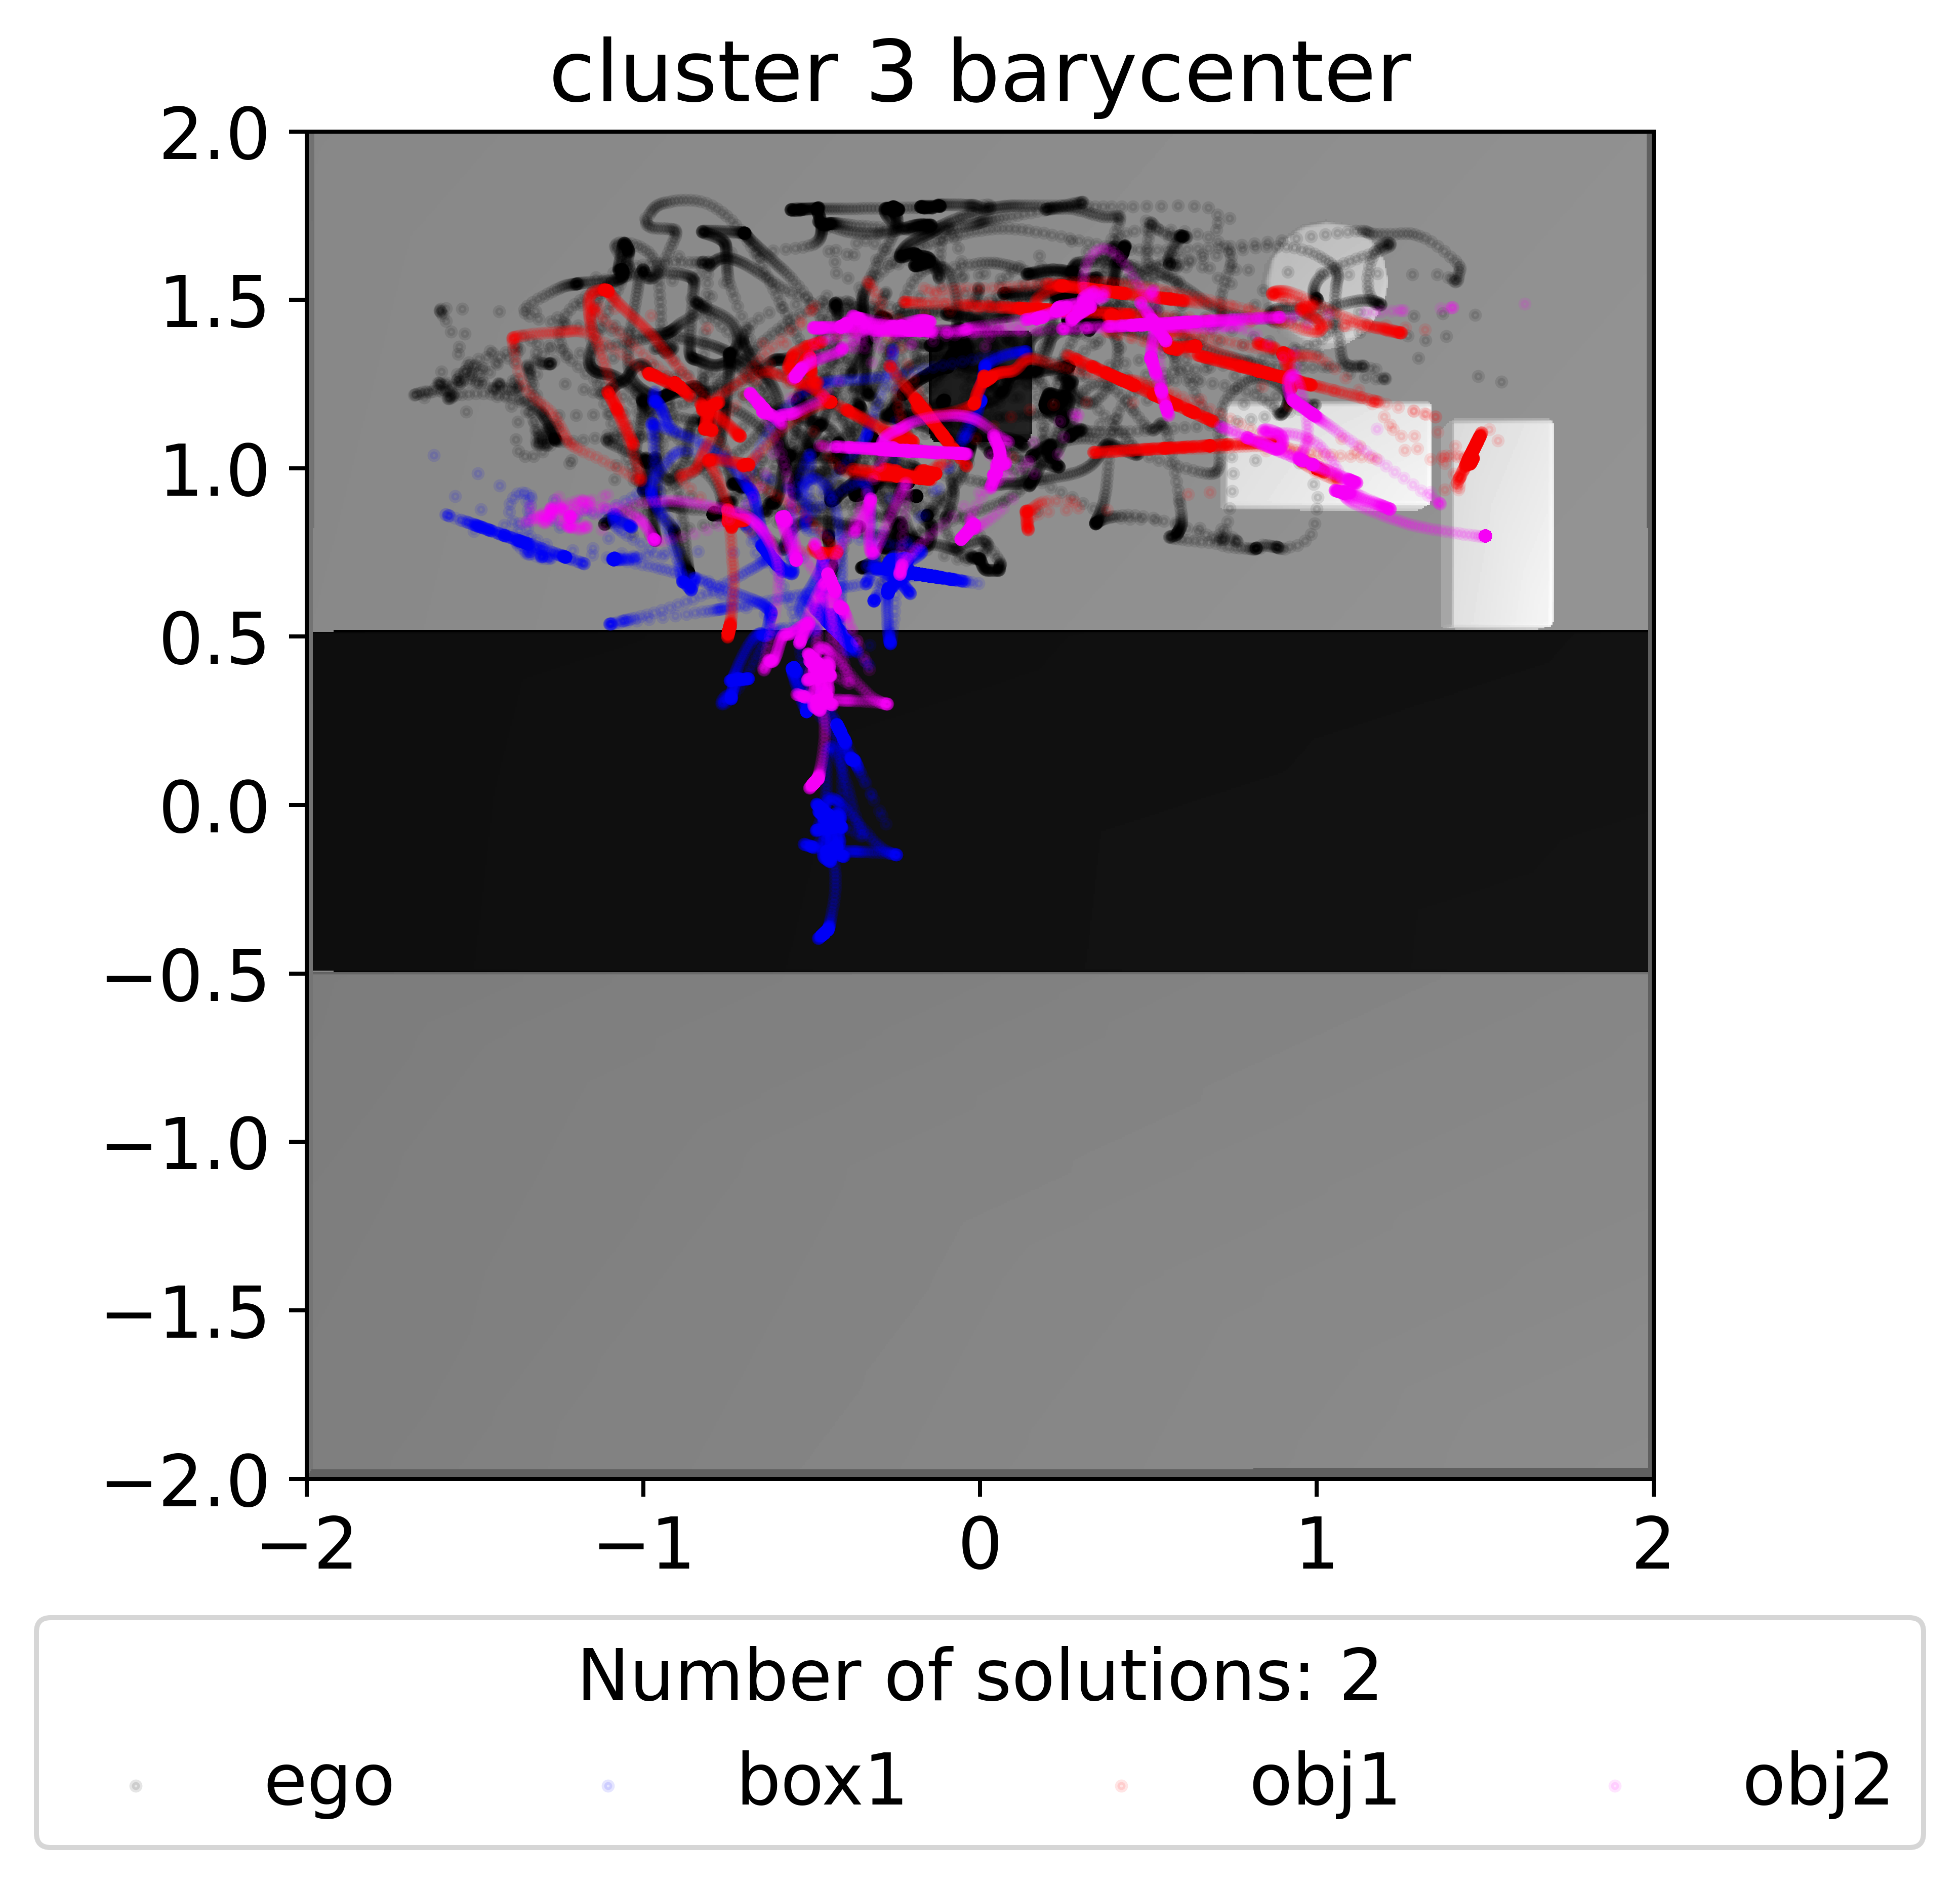 cluster 3 barycenter
2.0
1.5
1.0
0.5
0.0
−0.5
−1.0
−1.5
−2.0
−2 −1 0 1 2
Number of solutions: 2
ego box1 obj1 obj2